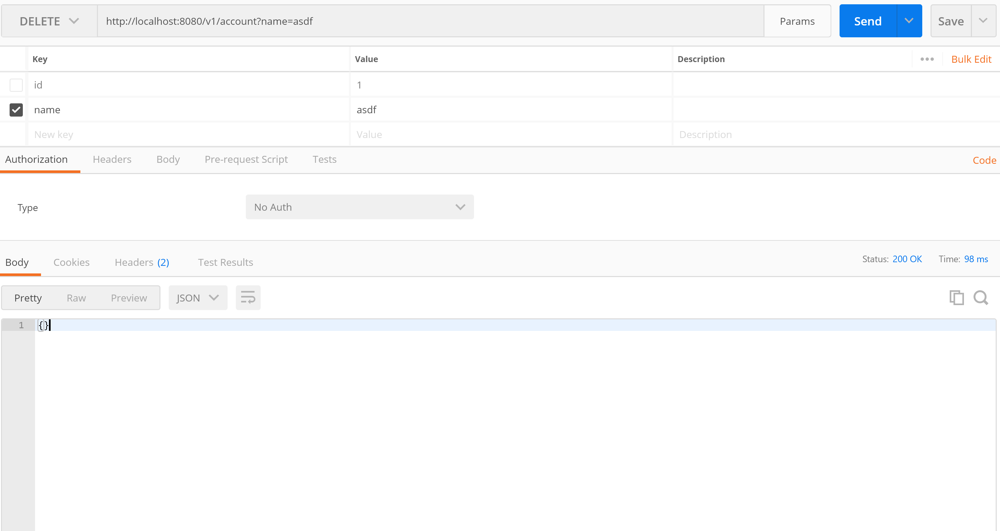 DELETE http://localhost:8080/v1/account?name=asdf Params Send Save
Key Value Description Bulk Edit
id 1
name asdf
New key Value Description
Authorization Headers Body Pre-request Script Tests Code
Type No Auth
Body Cookies Headers (2) Test Results Status: 200 OK Time: 98 ms
Pretty Raw Preview JSON
1 {}